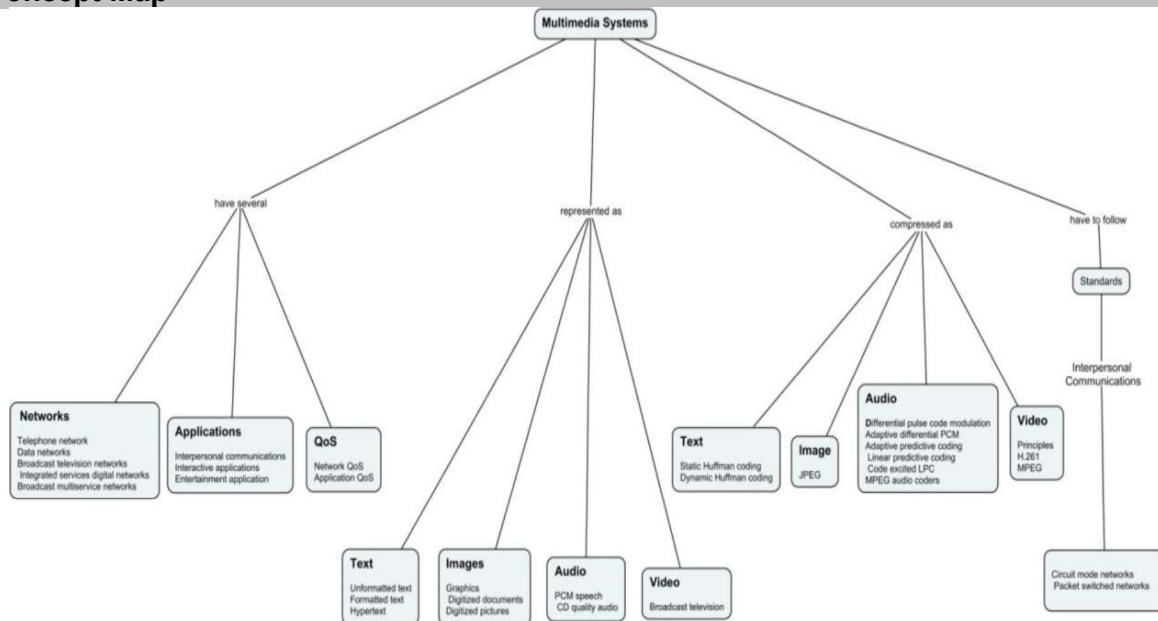 Multimedia Systems
have several
represented as
compressed as
have to follow
Standards
Interpersonal
Communications
Networks
Telephone network
Data networks
Broadcast television networks
Integrated services digital networks
Broadcast multiservice networks
Applications
Interpersonal communications
Interactive applications
Entertainment application
QoS
Network QoS
Application QoS
Text
Unformatted text
Formatted text
Hypertext
Images
Graphics
Digitized documents
Digitized pictures
Audio
PCM speech
CD quality audio
Video
Broadcast television
Text
Static Huffman coding
Dynamic Huffman coding
Image
JPEG
Audio
Differential pulse code modulation
Adaptive differential PCM
Adaptive predictive coding
Linear predictive coding
Code excited LPC
MPEG audio coders
Video
Principles
H.261
MPEG
Circuit mode networks
Packet switched networks